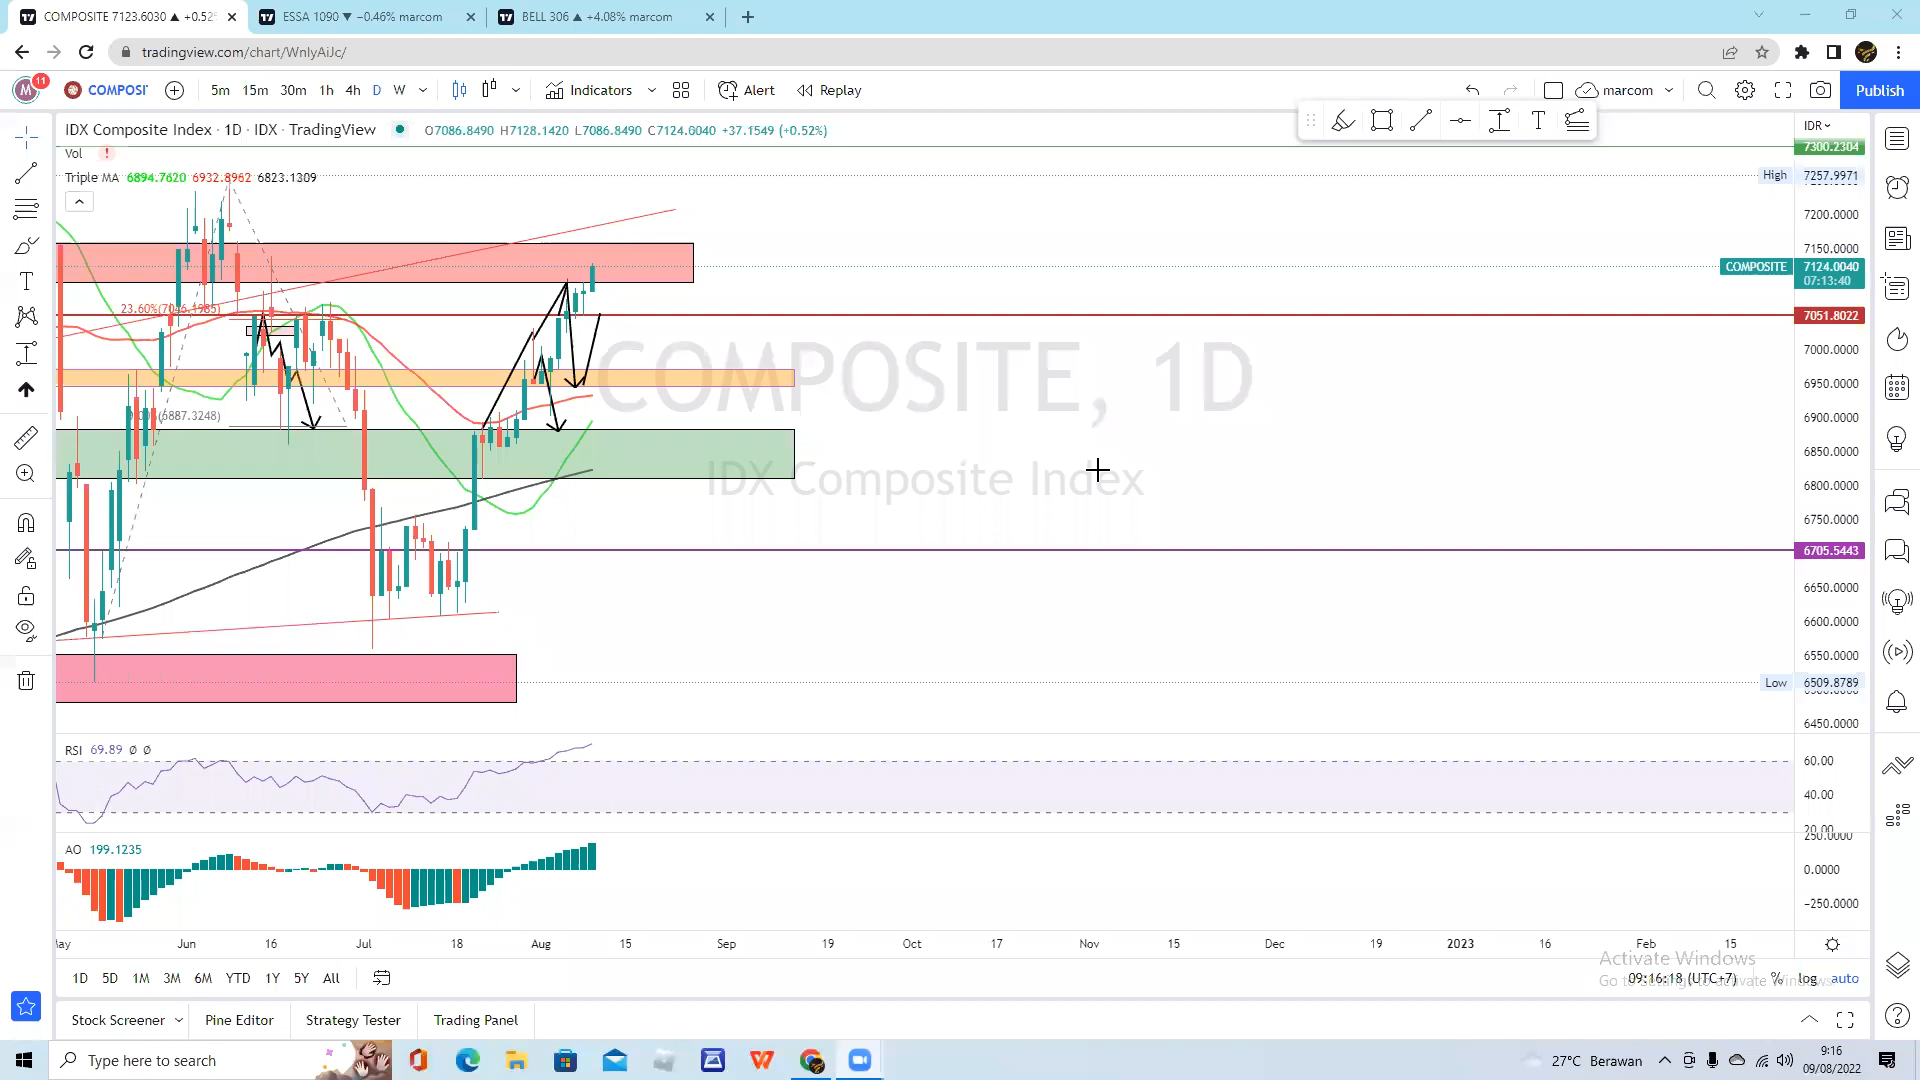 COMPOSITE 7123.6030 ▲ +0.52%
ESSA 1090 ▼ −0.46% marcom
BELL 306 ▲ +4.08% marcom
tradingview.com/chart/WnlyAiJc/
M 11 COMPOSI 5m 15m 30m 1h 4h D W Indicators Alert Replay marcom Publish
IDX Composite Index · 1D · IDX · TradingView O7086.8490 H7128.1420 L7086.8490 C7124.0040 +37.1549 (+0.52%)
IDR
Vol !
7300.2304
Triple MA 6894.7620 6932.8962 6823.1309
High 7257.9971
7200.0000
7150.0000
COMPOSITE 7124.0040
07:13:40
23.60%(7046.1985)
7051.8022
7000.0000
COMPOSITE, 1D
6950.0000
(6887.3248)
6900.0000
6850.0000
IDX Composite Index
6800.0000
6750.0000
6705.5443
6650.0000
6600.0000
6550.0000
Low 6509.8789
6450.0000
RSI 69.89 Ø Ø
60.00
40.00
20.00
250.0000
AO 199.1235
0.0000
−250.0000
Jun 16 Jul 18 Aug 15 Sep 19 Oct 17 Nov 15 Dec 19 2023 16 Feb 15
1D 5D 1M 3M 6M YTD 1Y 5Y All
Activate Windows
09:16:18 (UTC+7) % log auto
Go to Settings to activate Windows.
Stock Screener Pine Editor Strategy Tester Trading Panel
Type here to search
27°C Berawan
9:16
09/08/2022